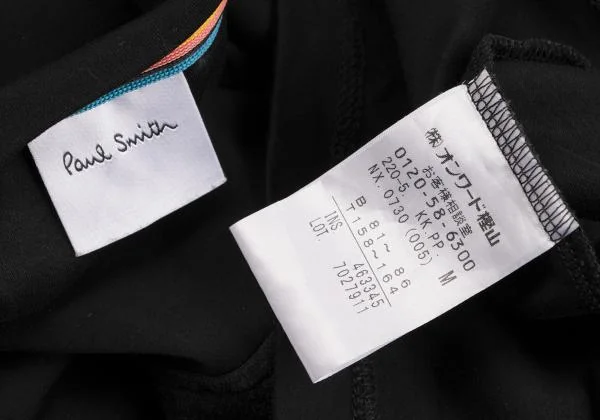 Paul Smith
(株)オンワード樫山
お客様相談室
0120-58-6300
220-5. KK.PP.
NX. 0730 (005) M
B 81~ 86
T 158~164
INS 463345
LOT. 7027911